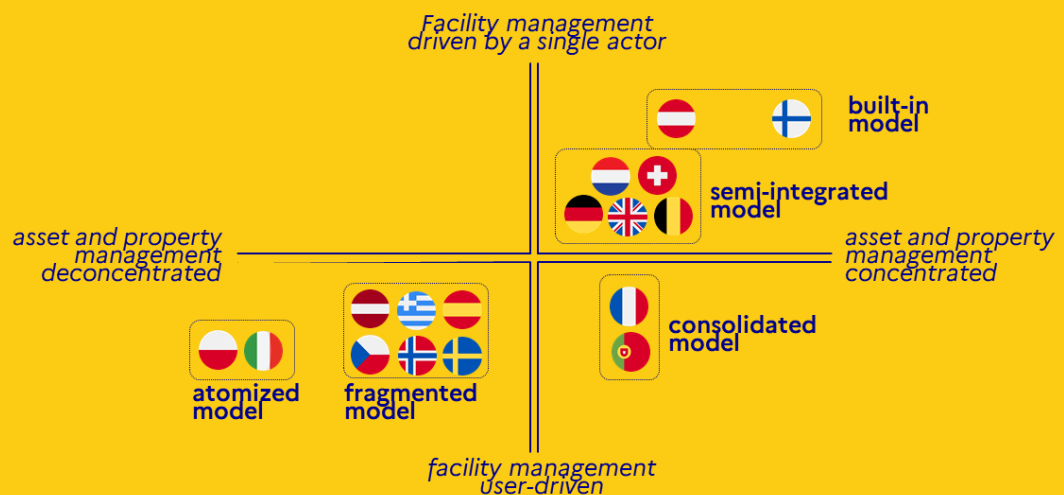 Facility management
driven by a single actor
built-in
model
semi-integrated
model
asset and property
management
deconcentrated
asset and property
management
concentrated
consolidated
model
atomized
model
fragmented
model
facility management
user-driven